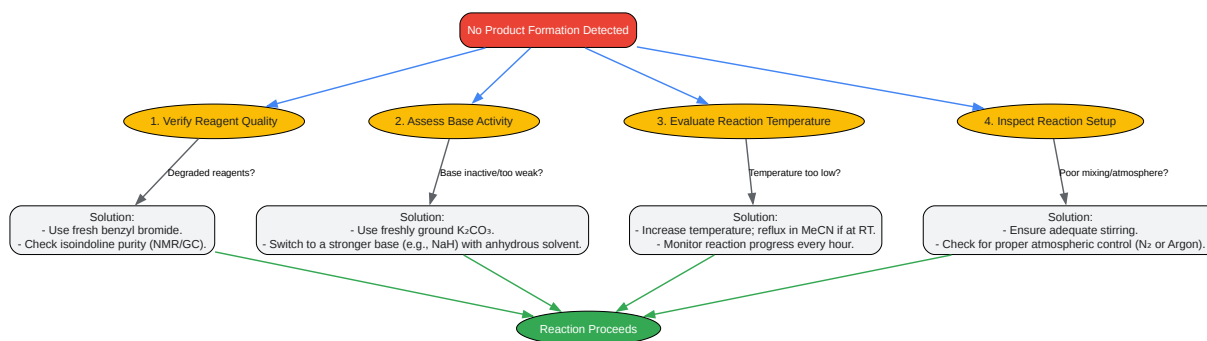 No Product Formation Detected
1. Verify Reagent Quality
2. Assess Base Activity
3. Evaluate Reaction Temperature
4. Inspect Reaction Setup
Degraded reagents?
Base inactive/too weak?
Temperature too low?
Poor mixing/atmosphere?
Solution:
- Use fresh benzyl bromide.
- Check isoindoline purity (NMR/GC).
Solution:
- Use freshly ground K₂CO₃.
- Switch to a stronger base (e.g., NaH) with anhydrous solvent.
Solution:
- Increase temperature; reflux in MeCN if at RT.
- Monitor reaction progress every hour.
Solution:
- Ensure adequate stirring.
- Check for proper atmospheric control (N₂ or Argon).
Reaction Proceeds